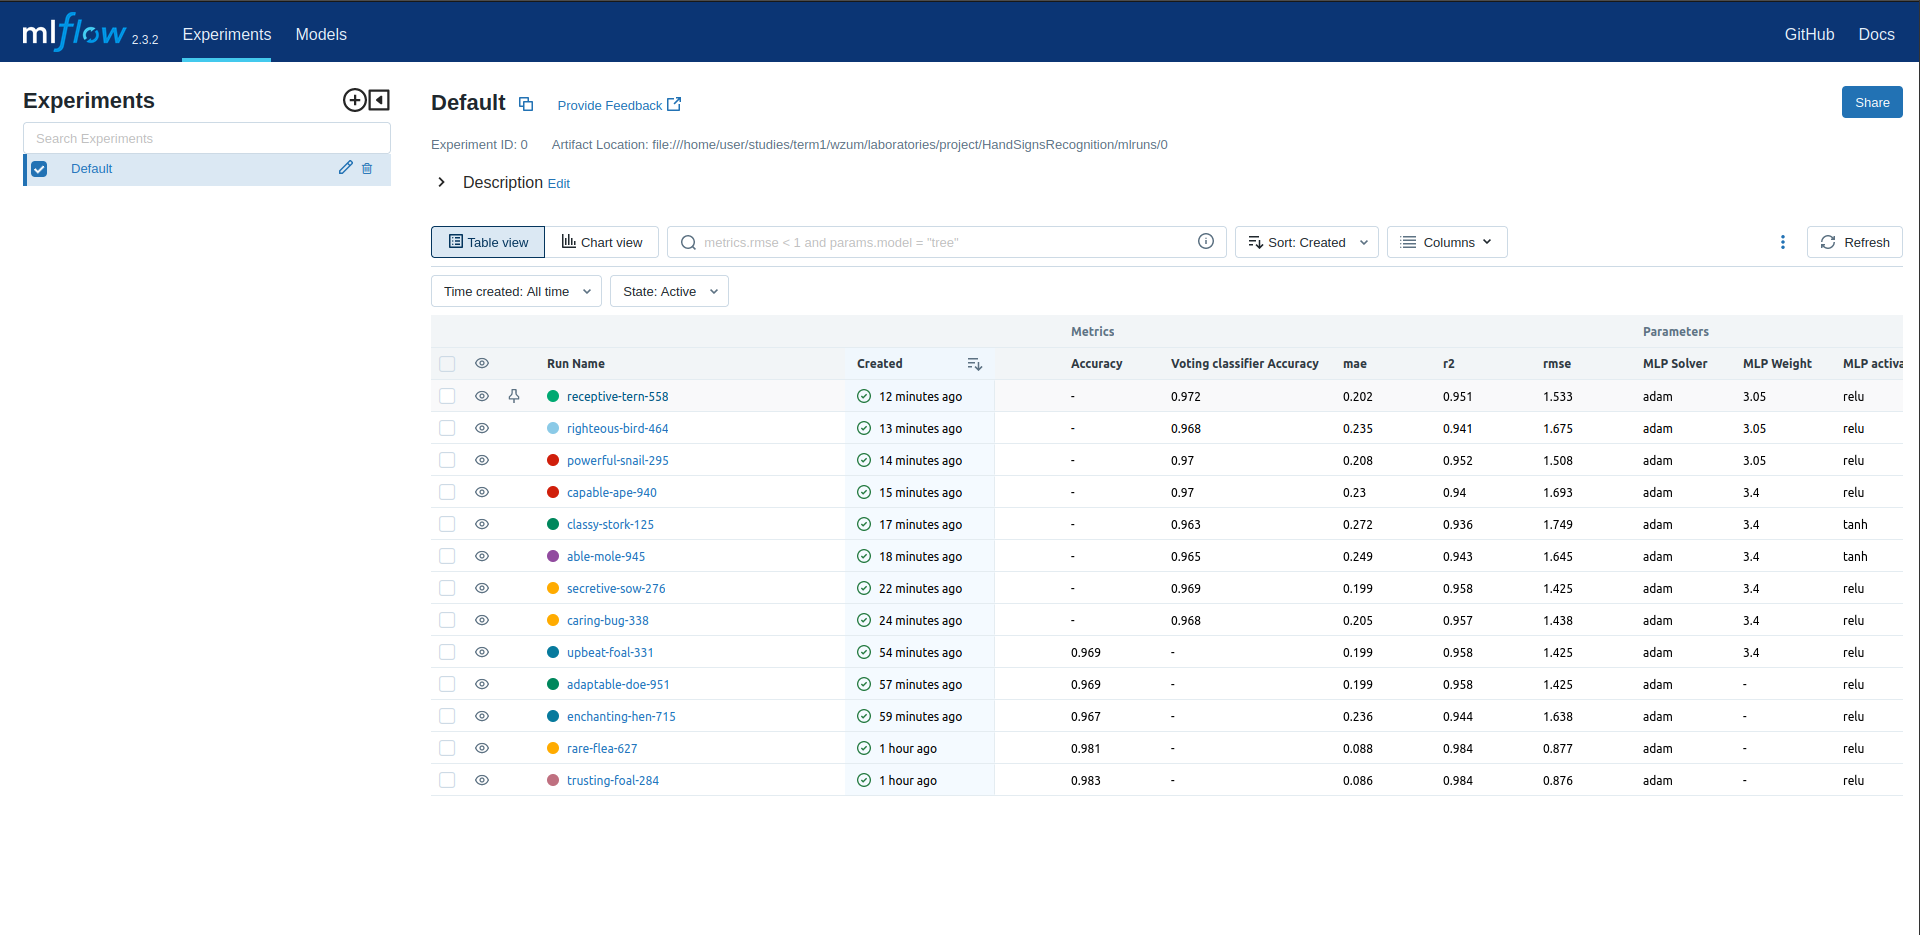 mlflow 2.3.2 Experiments Models GitHub Docs
Experiments
Search Experiments
Default
Default Provide Feedback Share
Experiment ID: 0 Artifact Location: file:///home/user/studies/term1/wzum/laboratories/project/HandSignsRecognition/mlruns/0
Description Edit
Table view Chart view metrics.rmse < 1 and params.model = "tree" Sort: Created Columns Refresh
Time created: All time State: Active
Metrics Parameters
Run Name Created Accuracy Voting classifier Accuracy mae r2 rmse MLP Solver MLP Weight MLP activa
receptive-tern-558 12 minutes ago - 0.972 0.202 0.951 1.533 adam 3.05 relu
righteous-bird-464 13 minutes ago - 0.968 0.235 0.941 1.675 adam 3.05 relu
powerful-snail-295 14 minutes ago - 0.97 0.208 0.952 1.508 adam 3.05 relu
capable-ape-940 15 minutes ago - 0.97 0.23 0.94 1.693 adam 3.4 relu
classy-stork-125 17 minutes ago - 0.963 0.272 0.936 1.749 adam 3.4 tanh
able-mole-945 18 minutes ago - 0.965 0.249 0.943 1.645 adam 3.4 tanh
secretive-sow-276 22 minutes ago - 0.969 0.199 0.958 1.425 adam 3.4 relu
caring-bug-338 24 minutes ago - 0.968 0.205 0.957 1.438 adam 3.4 relu
upbeat-foal-331 54 minutes ago 0.969 - 0.199 0.958 1.425 adam 3.4 relu
adaptable-doe-951 57 minutes ago 0.969 - 0.199 0.958 1.425 adam - relu
enchanting-hen-715 59 minutes ago 0.967 - 0.236 0.944 1.638 adam - relu
rare-flea-627 1 hour ago 0.981 - 0.088 0.984 0.877 adam - relu
trusting-foal-284 1 hour ago 0.983 - 0.086 0.984 0.876 adam - relu